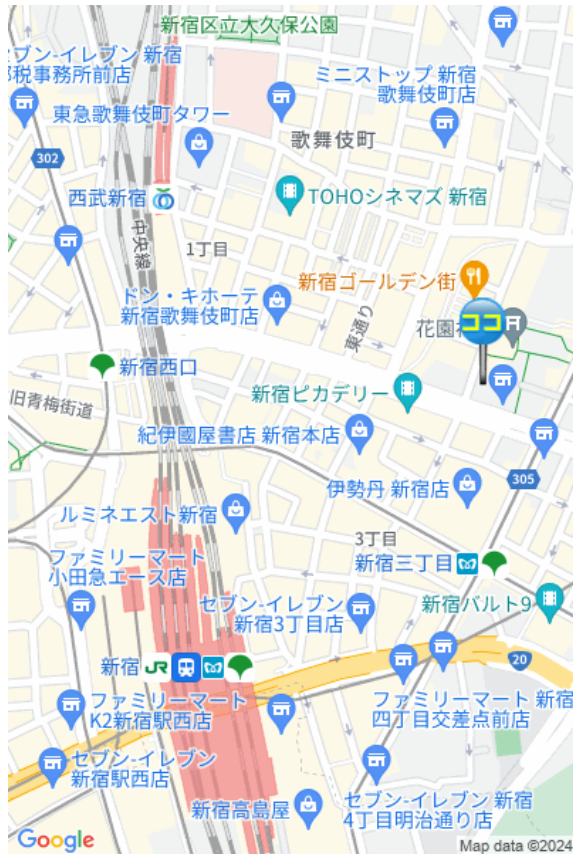 新宿区立大久保公園
ブン-イレブン 新宿
都税事務所前店
ミニストップ 新宿
歌舞伎町店
東急歌舞伎町タワー
歌舞伎町
302
西武新宿
TOHOシネマズ 新宿
中央線
1丁目
新宿ゴールデン街
ドン・キホーテ
新宿歌舞伎町店
東通り
花園神
ココ
新宿西口
新宿ピカデリー
旧青梅街道
紀伊國屋書店 新宿本店
伊勢丹 新宿店
305
ルミネエスト新宿
3丁目
新宿三丁目
ファミリーマート
小田急エース店
セブン-イレブン
新宿3丁目店
新宿バルト9
新宿
JR
20
ファミリーマート
K2新宿駅西店
ファミリーマート 新宿
四丁目交差点前店
セブン-イレブン
新宿駅西店
新宿高島屋
セブン-イレブン 新宿
4丁目明治通り店
Google
Map data ©2024